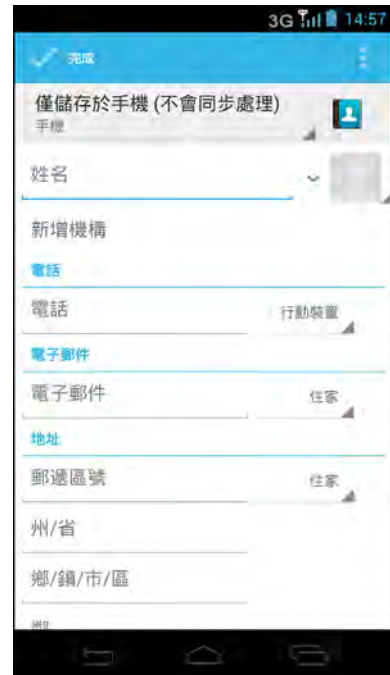 3G 14:57
完成
僅儲存於手機 (不會同步處理)
手機
姓名
新增機構
電話
電話 行動裝置
電子郵件
電子郵件 住家
地址
郵遞區號 住家
州/省
鄉/鎮/市/區